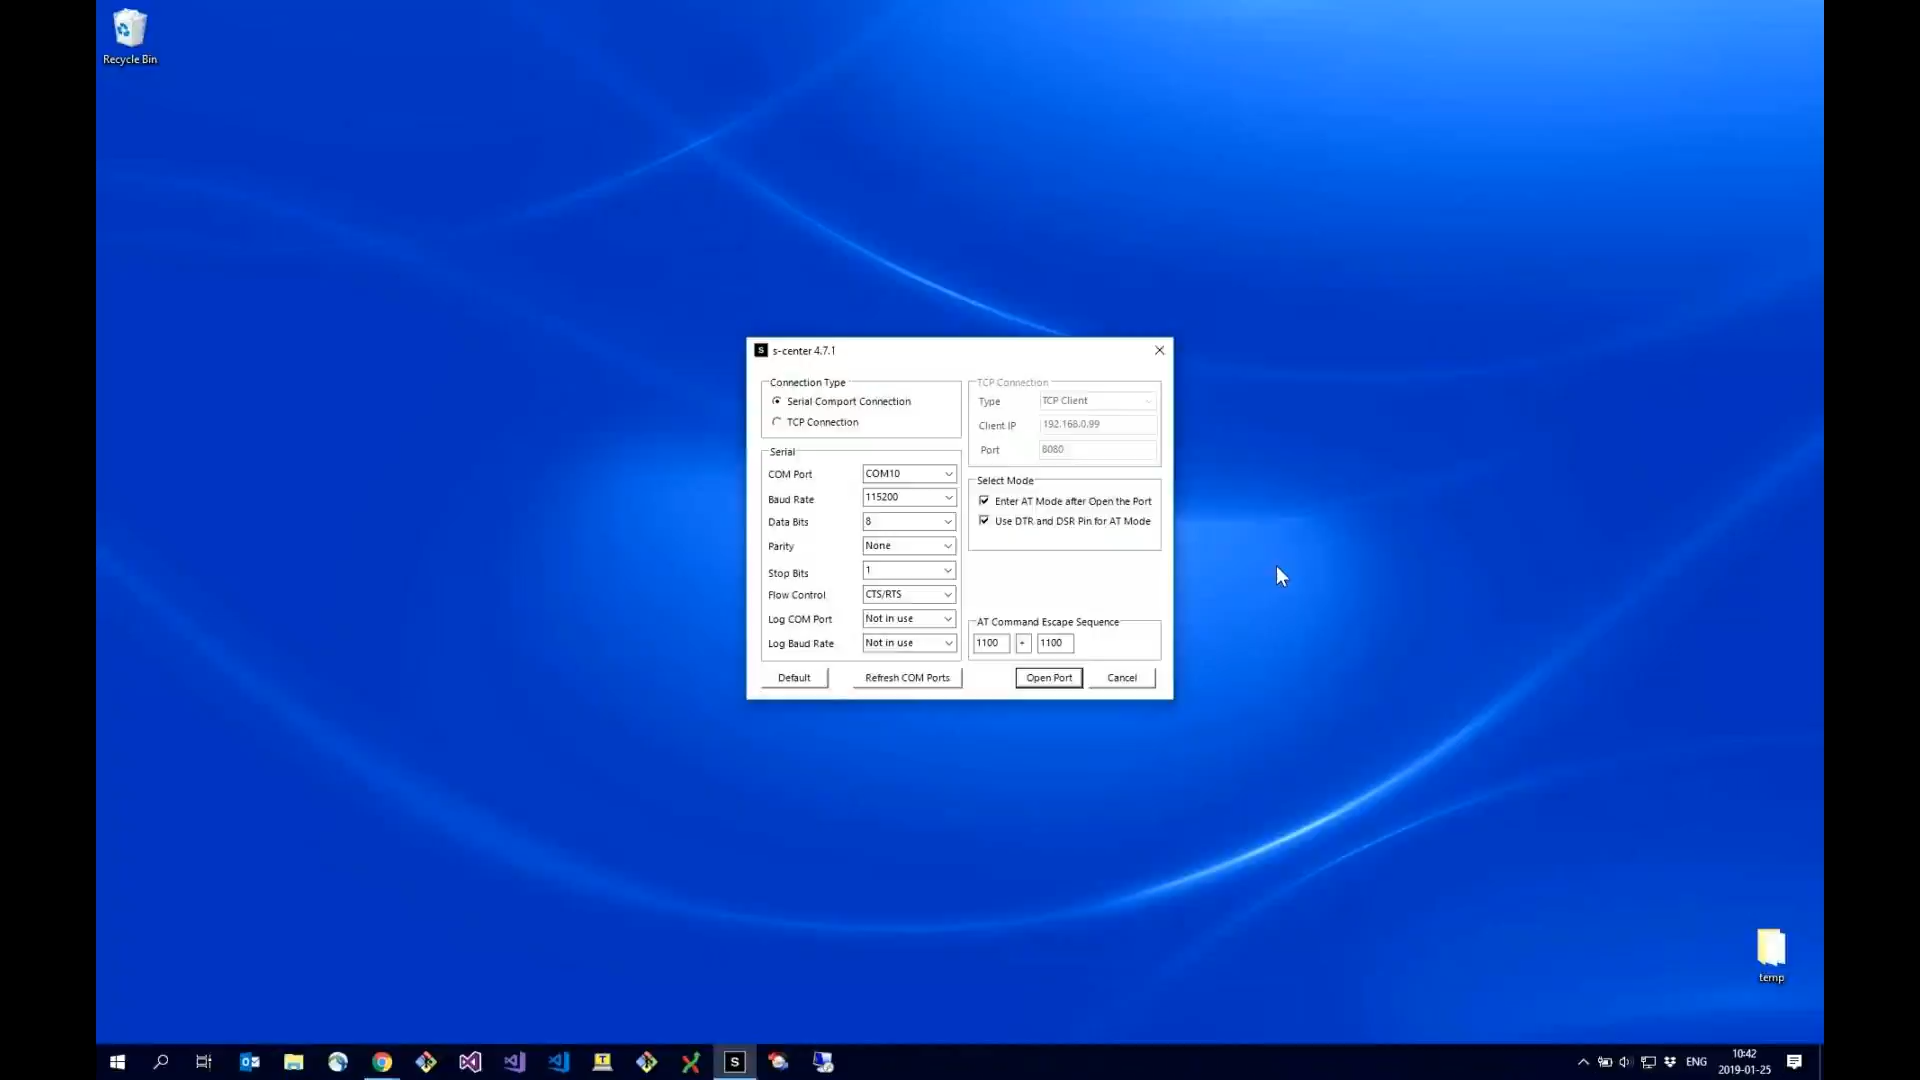 Recycle Bin
S s-center 4.7.1
Connection Type
Serial Comport Connection
TCP Connection
Serial
COM Port COM10
Baud Rate 115200
Data Bits 8
Parity None
Stop Bits 1
Flow Control CTS/RTS
Log COM Port Not in use
Log Baud Rate Not in use
TCP Connection
Type TCP Client
Client IP 192.168.0.99
Port 8080
Select Mode
Enter AT Mode after Open the Port
Use DTR and DSR Pin for AT Mode
AT Command Escape Sequence
1100 1100
Default Refresh COM Ports Open Port Cancel
temp
T
S
ENG
10:42
2019-01-25